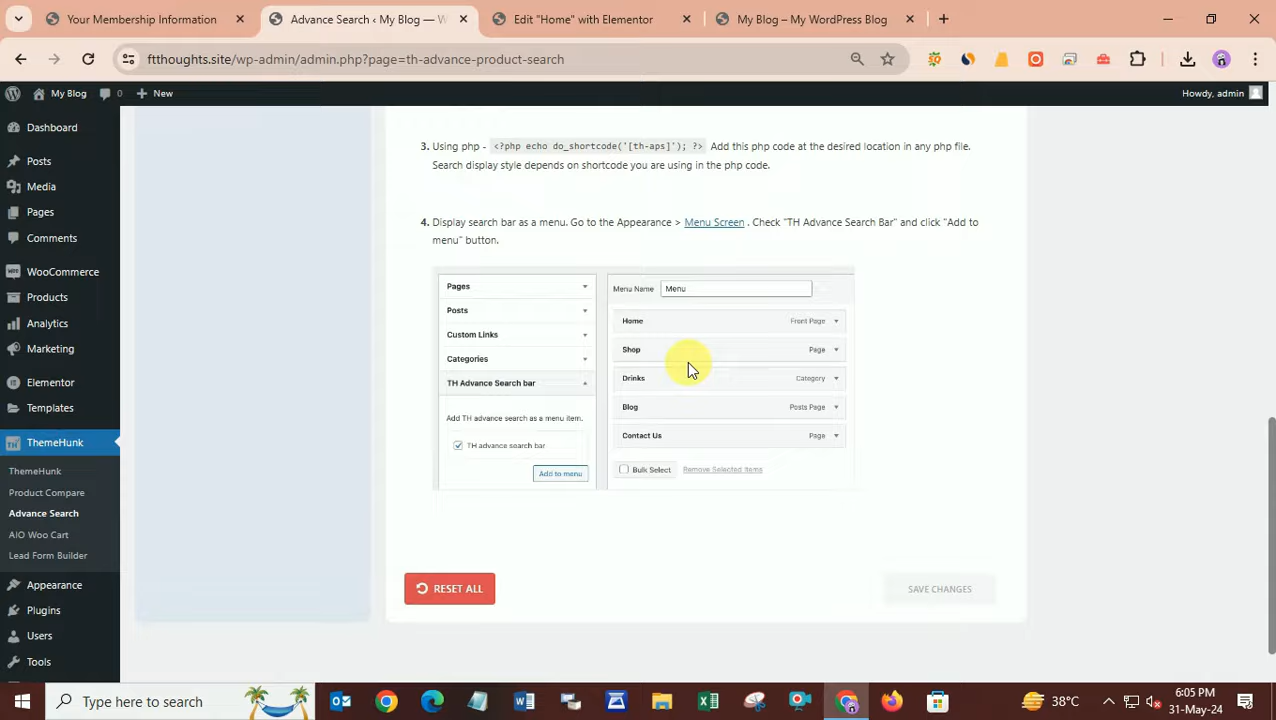 Your Membership Information
Advance Search ‹ My Blog — W
Edit "Home" with Elementor
My Blog – My WordPress Blog
ftthoughts.site/wp-admin/admin.php?page=th-advance-product-search
My Blog
0
New
Howdy, admin
Dashboard
Posts
Media
Pages
Comments
WooCommerce
Products
Analytics
Marketing
Elementor
Templates
ThemeHunk
ThemeHunk
Product Compare
Advance Search
AIO Woo Cart
Lead Form Builder
Appearance
Plugins
Users
Tools
3. Using php - <?php echo do_shortcode('[th-aps]'); ?> Add this php code at the desired location in any php file.
Search display style depends on shortcode you are using in the php code.
4. Display search bar as a menu. Go to the Appearance > Menu Screen . Check "TH Advance Search Bar" and click "Add to
menu" button.
Pages
Posts
Custom Links
Categories
TH Advance Search bar
Add TH advance search as a menu item.
TH advance search bar
Add to menu
Menu Name Menu
Home Front Page
Shop Page
Drinks Category
Blog Posts Page
Contact Us Page
Bulk Select Remove Selected Items
RESET ALL
SAVE CHANGES
Type here to search
38°C
6:05 PM
31-May-24